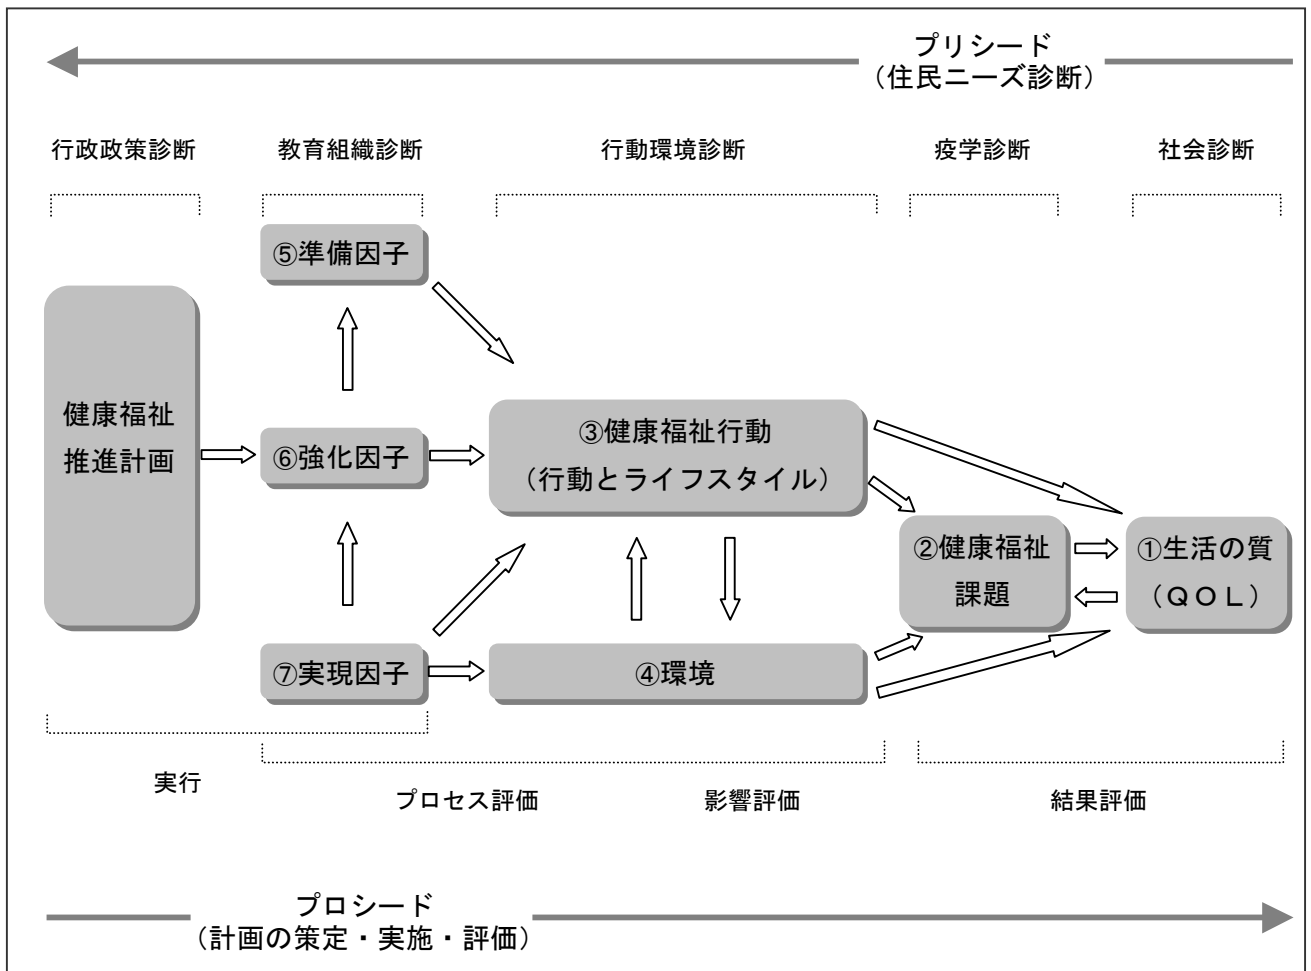 プリシード
（住民ニーズ診断）
行政政策診断
教育組織診断
行動環境診断
疫学診断
社会診断
⑤準備因子
健康福祉
推進計画
⑥強化因子
③健康福祉行動
（行動とライフスタイル）
②健康福祉
課題
①生活の質
（ＱＯＬ）
⑦実現因子
④環境
実行
プロセス評価
影響評価
結果評価
プロシード
（計画の策定・実施・評価）